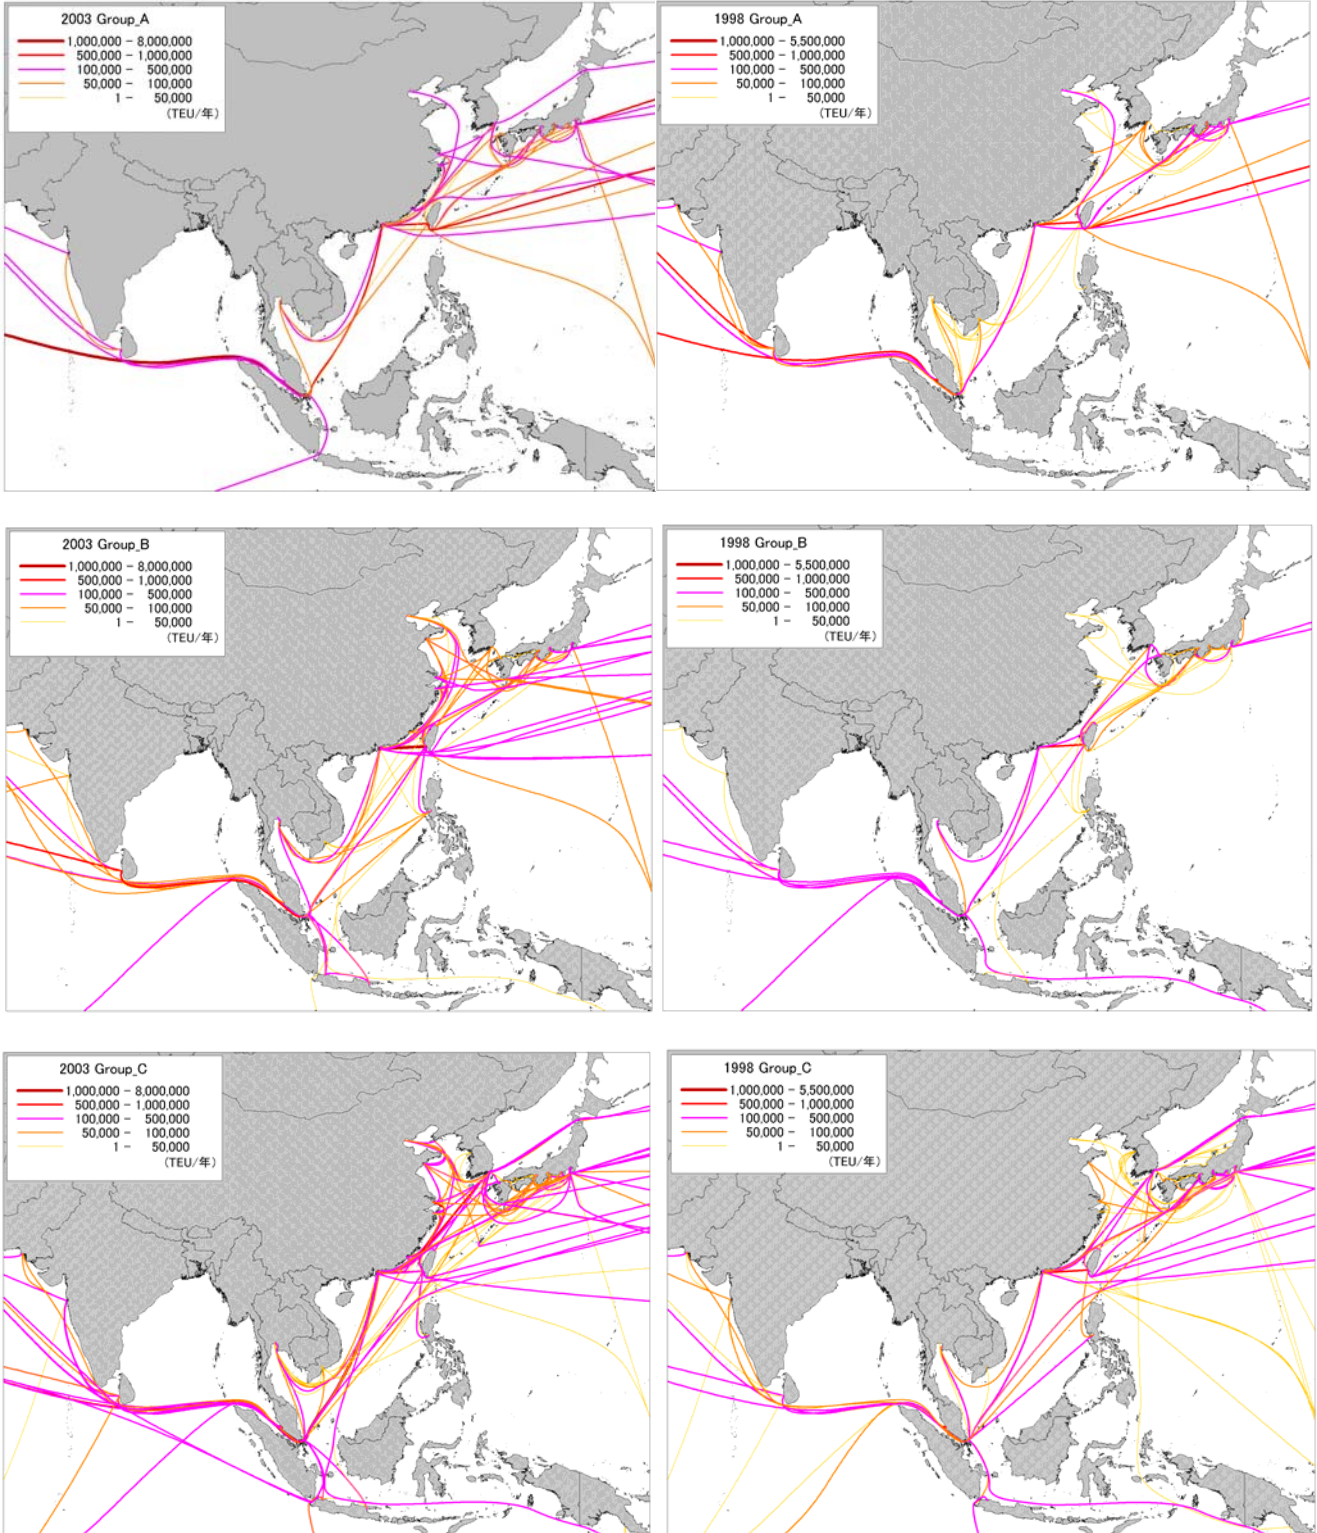 2003 Group_A
1,000,000 - 8,000,000
500,000 - 1,000,000
100,000 - 500,000
50,000 - 100,000
1 - 50,000
(TEU/年)
1998 Group_A
1,000,000 - 5,500,000
500,000 - 1,000,000
100,000 - 500,000
50,000 - 100,000
1 - 50,000
(TEU/年)
2003 Group_B
1,000,000 - 8,000,000
500,000 - 1,000,000
100,000 - 500,000
50,000 - 100,000
1 - 50,000
(TEU/年)
1998 Group_B
1,000,000 - 5,500,000
500,000 - 1,000,000
100,000 - 500,000
50,000 - 100,000
1 - 50,000
(TEU/年)
2003 Group_C
1,000,000 - 8,000,000
500,000 - 1,000,000
100,000 - 500,000
50,000 - 100,000
1 - 50,000
(TEU/年)
1998 Group_C
1,000,000 - 5,500,000
500,000 - 1,000,000
100,000 - 500,000
50,000 - 100,000
1 - 50,000
(TEU/年)